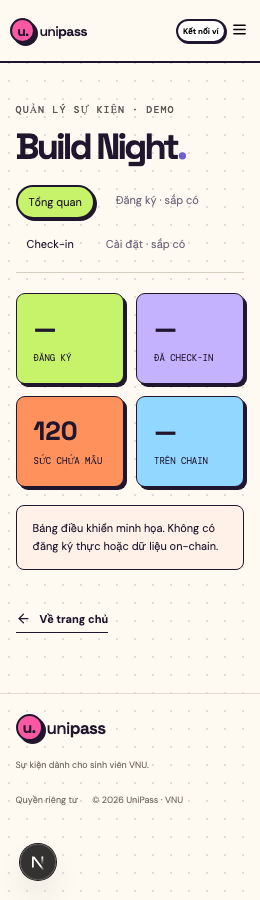 u. unipass
Kết nối ví
QUẢN LÝ SỰ KIỆN · DEMO
Build Night.
Tổng quan
Đăng ký · sắp có
Check-in
Cài đặt · sắp có
—
ĐĂNG KÝ
—
ĐÃ CHECK-IN
120
SỨC CHỨA MẪU
—
TRÊN CHAIN
Bảng điều khiển minh họa. Không có
đăng ký thực hoặc dữ liệu on-chain.
← Về trang chủ
u. unipass
Sự kiện dành cho sinh viên VNU.
Quyền riêng tư © 2026 UniPass · VNU
N